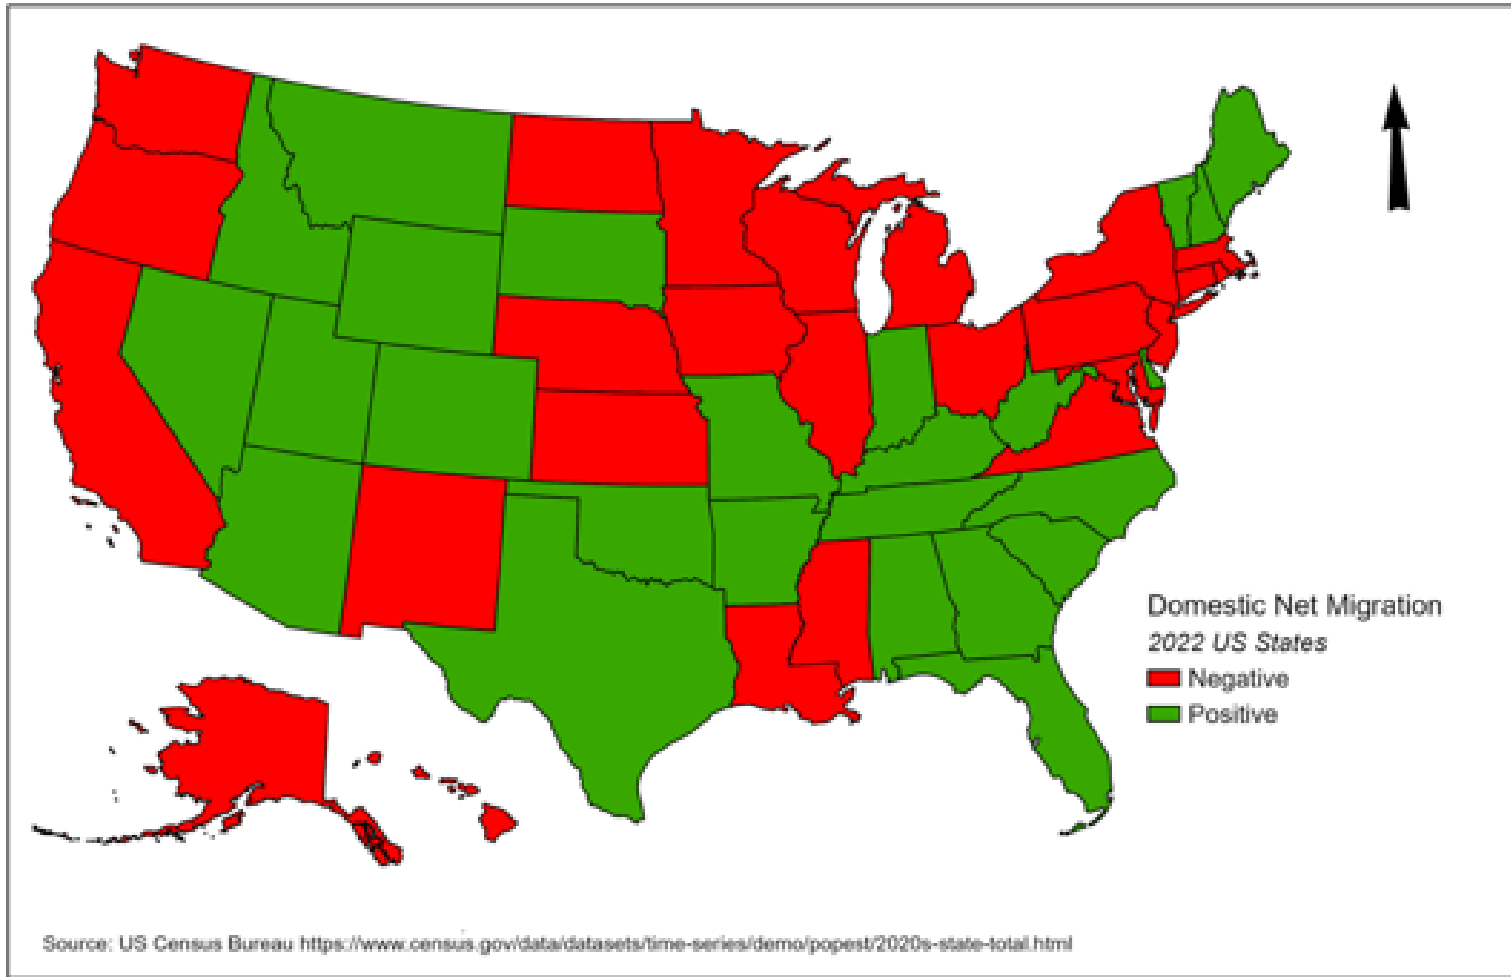 Domestic Net Migration
2022 US States
Negative
Positive
Source: US Census Bureau https://www.census.gov/data/datasets/time-series/demo/popest/2020s-state-total.html